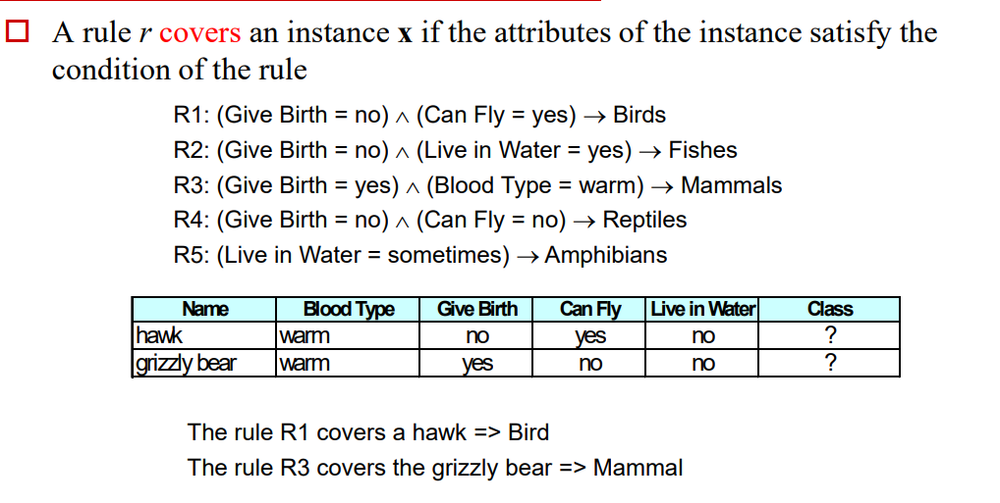 A rule r covers an instance x if the attributes of the instance satisfy the
condition of the rule
R1: (Give Birth = no) ∧ (Can Fly = yes) → Birds
R2: (Give Birth = no) ∧ (Live in Water = yes) → Fishes
R3: (Give Birth = yes) ∧ (Blood Type = warm) → Mammals
R4: (Give Birth = no) ∧ (Can Fly = no) → Reptiles
R5: (Live in Water = sometimes) → Amphibians
Name Blood Type Give Birth Can Fly Live in Water Class
hawk warm no yes no ?
grizzly bear warm yes no no ?
The rule R1 covers a hawk => Bird
The rule R3 covers the grizzly bear => Mammal